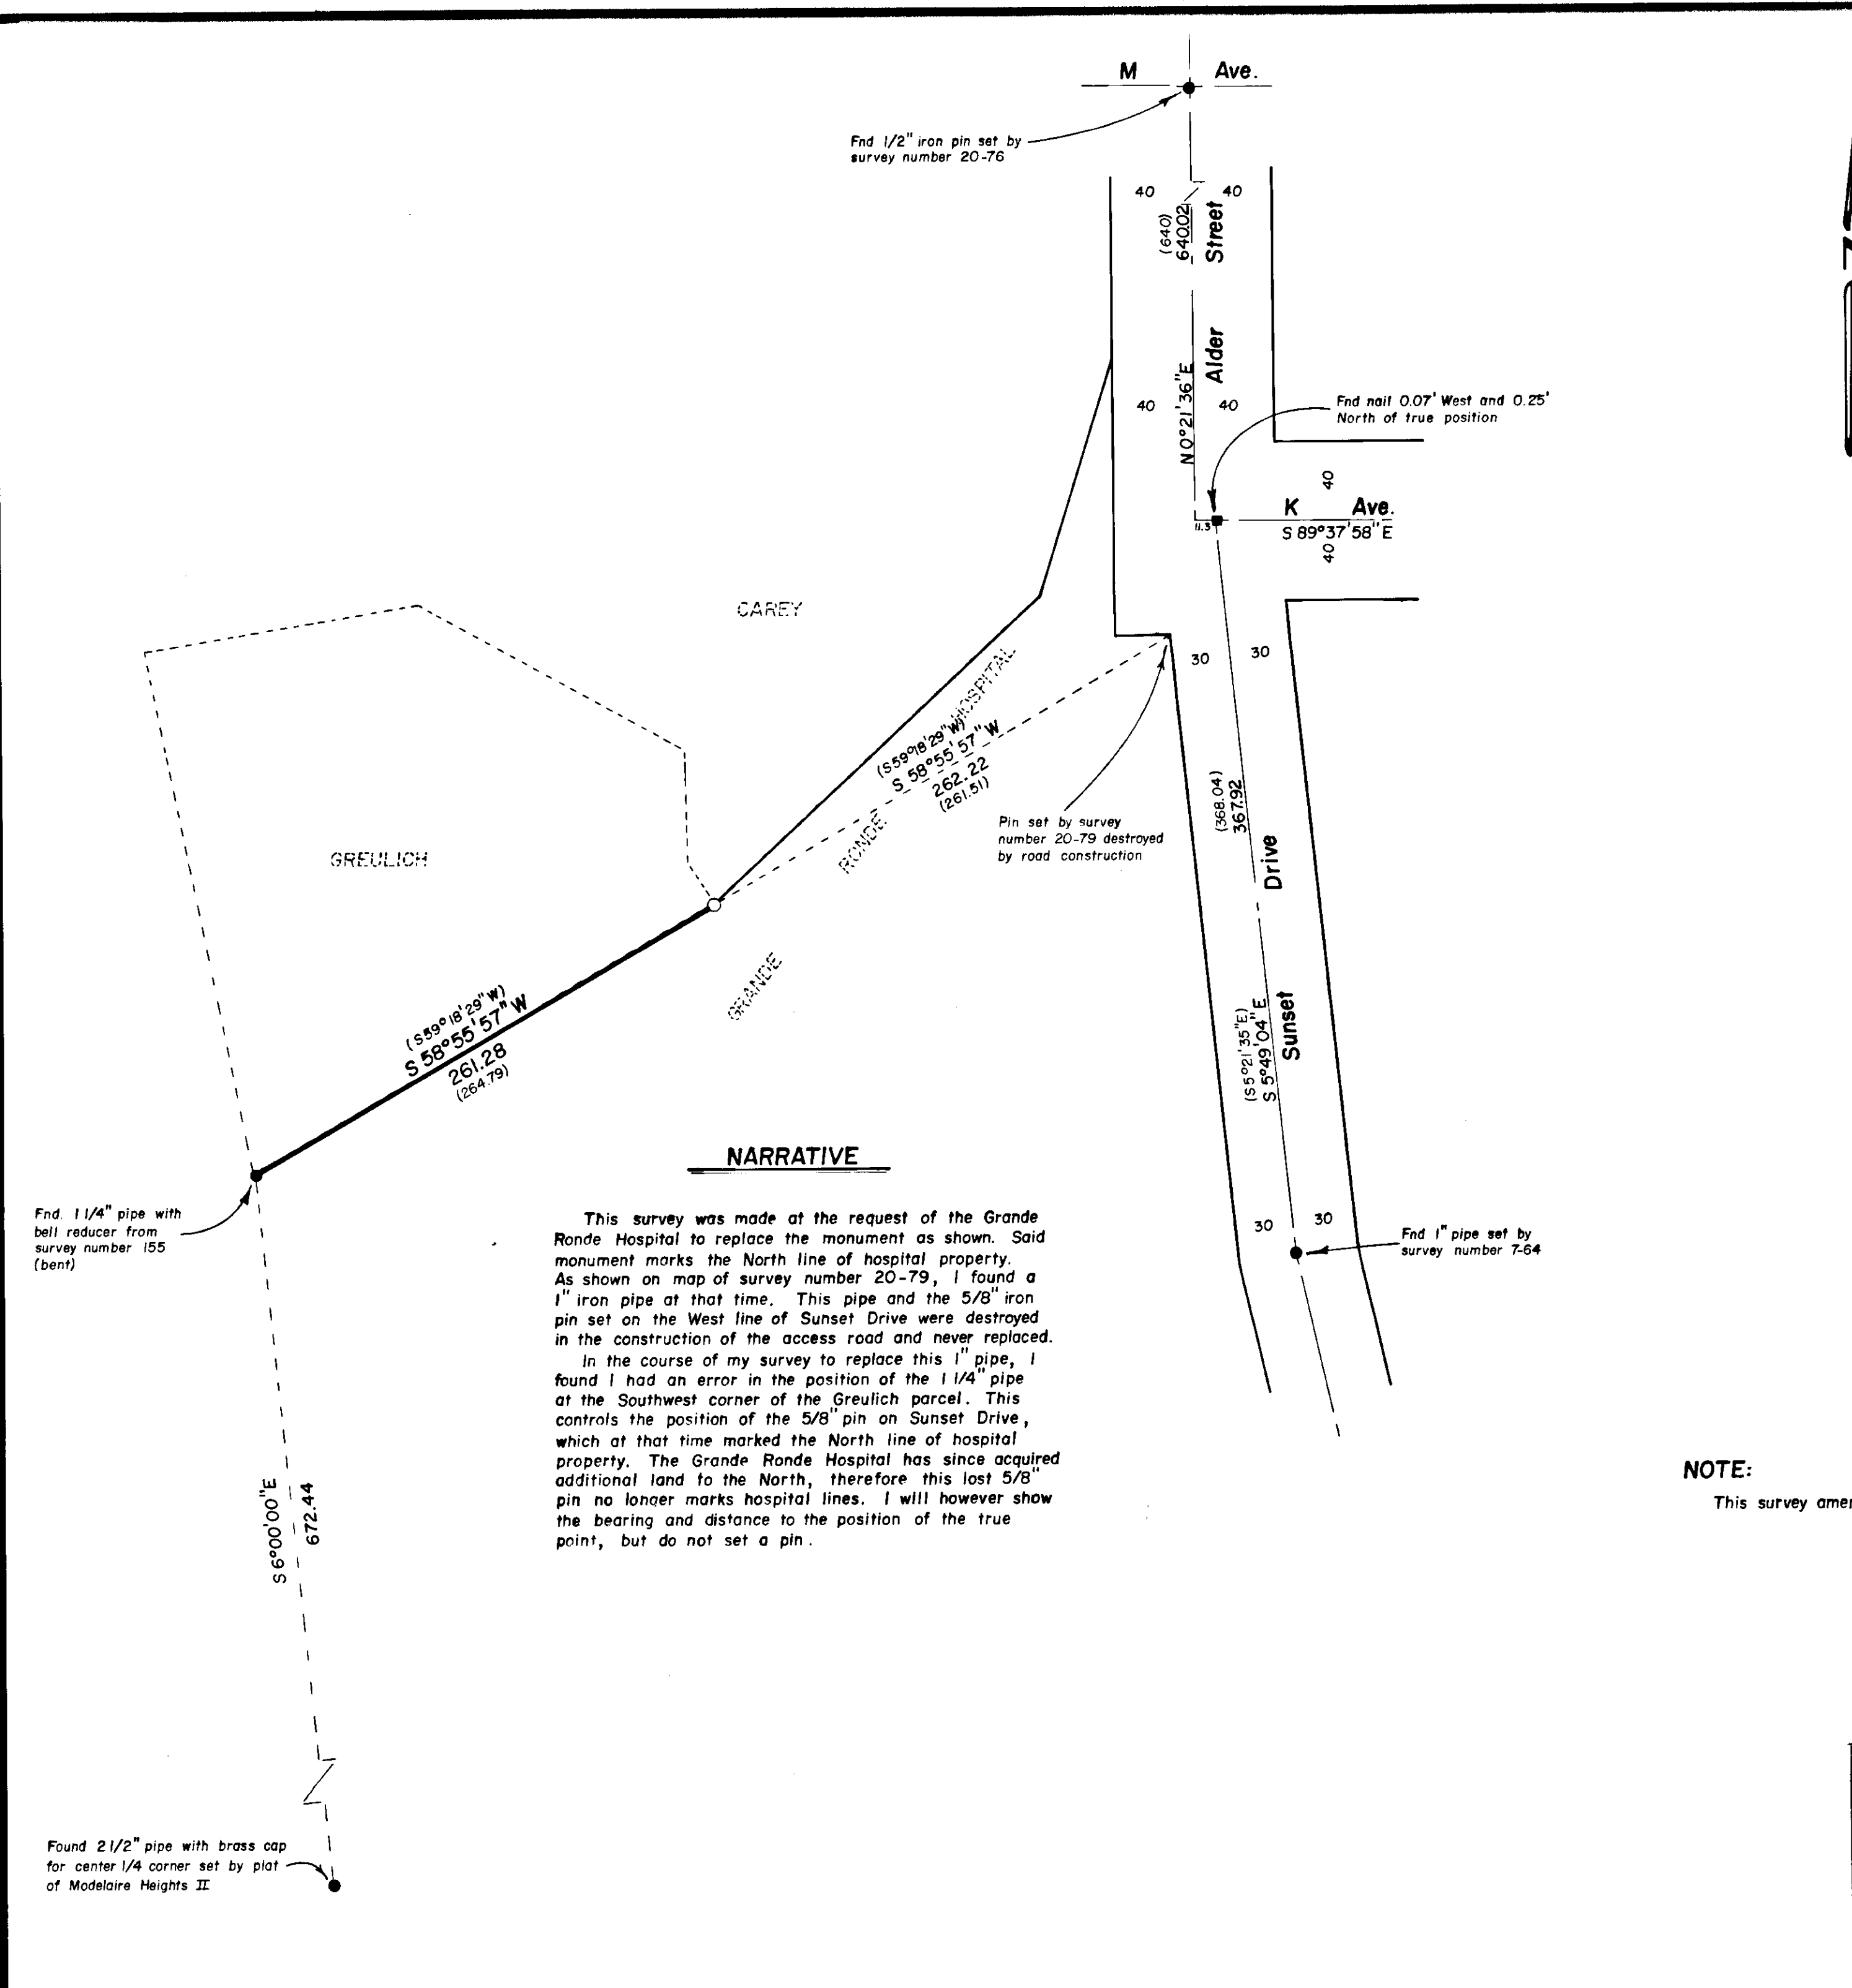 M Ave.
Fnd 1/2" iron pin set by
survey number 20-76
40 40
(640)
640.02
Street
Alder
N 0°21'36"E
40 40
Fnd nail 0.07' West and 0.25'
North of true position
40
K Ave.
11.3
S 89°37'58" E
40
CAREY
30 30
HOSPITAL
(S59°18'29"W)
S 58°55'57" W
262.22
(261.51)
RONDE
GRANDE
Pin set by survey
number 20-79 destroyed
by road construction
(368.04)
367.92
Drive
GREULICH
(S59°18'29"W)
S 58°55'57" W
261.28
(264.79)
(S5°21'35"E)
S 5°49'04"E
Sunset
30 30
Fnd 1" pipe set by
survey number 7-64
Fnd. 1 1/4" pipe with
bell reducer from
survey number 155
(bent)
NARRATIVE
This survey was made at the request of the Grande
Ronde Hospital to replace the monument as shown. Said
monument marks the North line of hospital property.
As shown on map of survey number 20-79, I found a
1" iron pipe at that time. This pipe and the 5/8" iron
pin set on the West line of Sunset Drive were destroyed
in the construction of the access road and never replaced.
In the course of my survey to replace this 1" pipe, I
found I had an error in the position of the 1 1/4" pipe
at the Southwest corner of the Greulich parcel. This
controls the position of the 5/8" pin on Sunset Drive,
which at that time marked the North line of hospital
property. The Grande Ronde Hospital has since acquired
additional land to the North, therefore this lost 5/8"
pin no longer marks hospital lines. I will however show
the bearing and distance to the position of the true
point, but do not set a pin.
NOTE:
This survey amer
S 6°00'00"E
672.44
Found 2 1/2" pipe with brass cap
for center 1/4 corner set by plat
of Modelaire Heights II